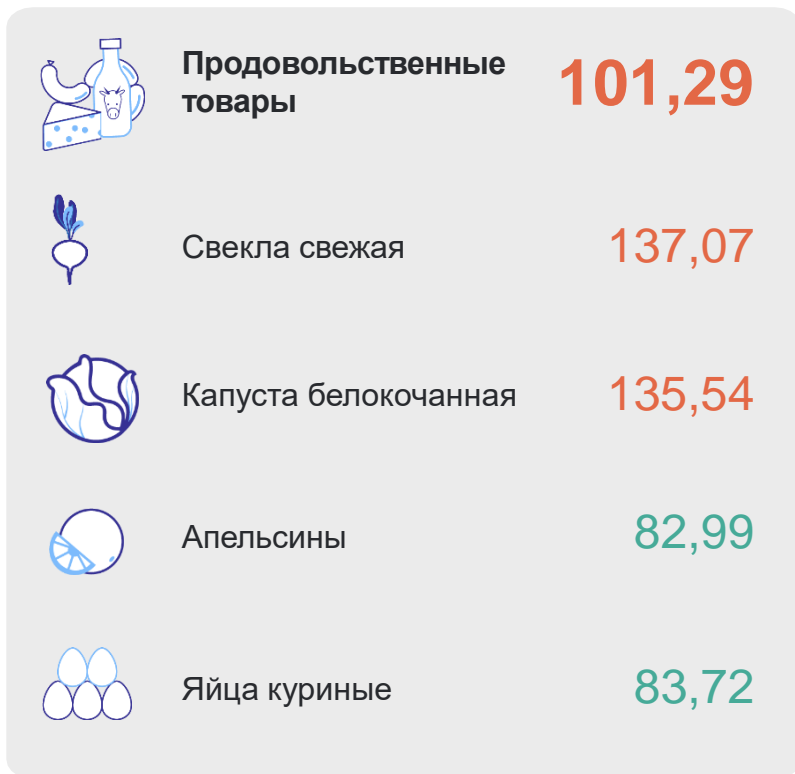 Продовольственные
товары
101,29
Свекла свежая
137,07
Капуста белокочанная
135,54
Апельсины
82,99
Яйца куриные
83,72